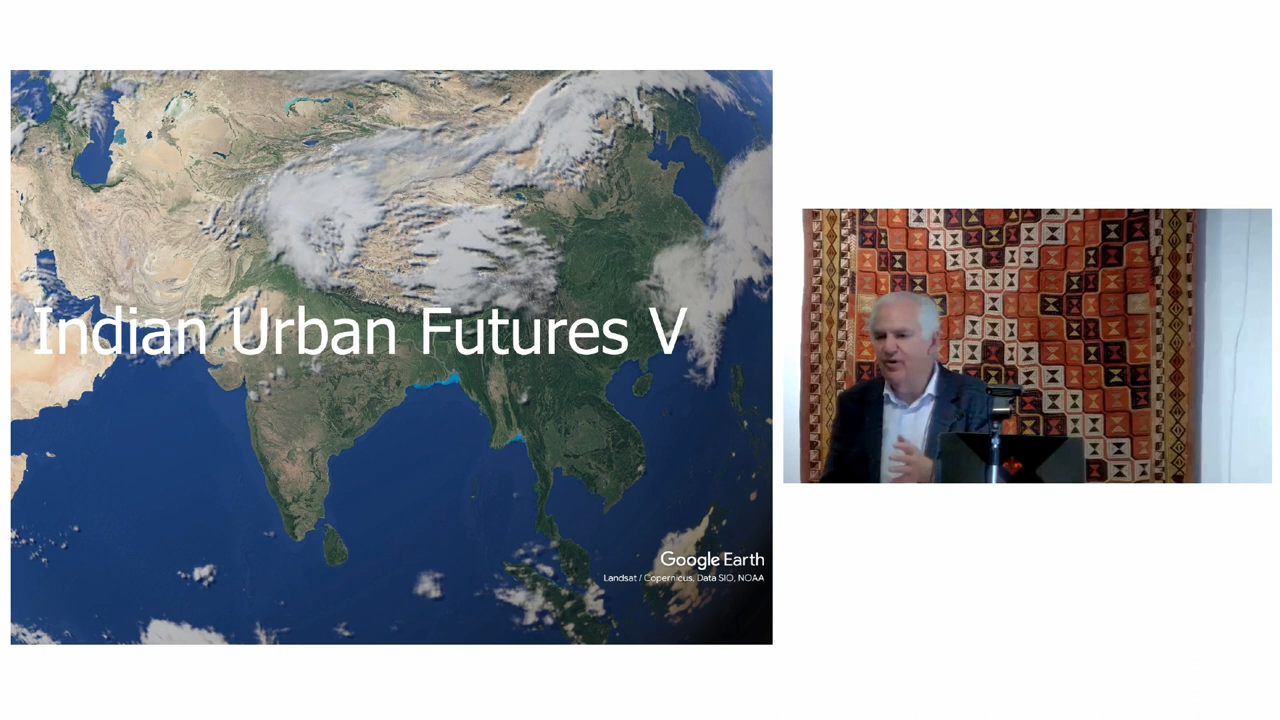 Indian Urban Futures V
Google Earth
Landsat / Copernicus, Data SIO, NOAA